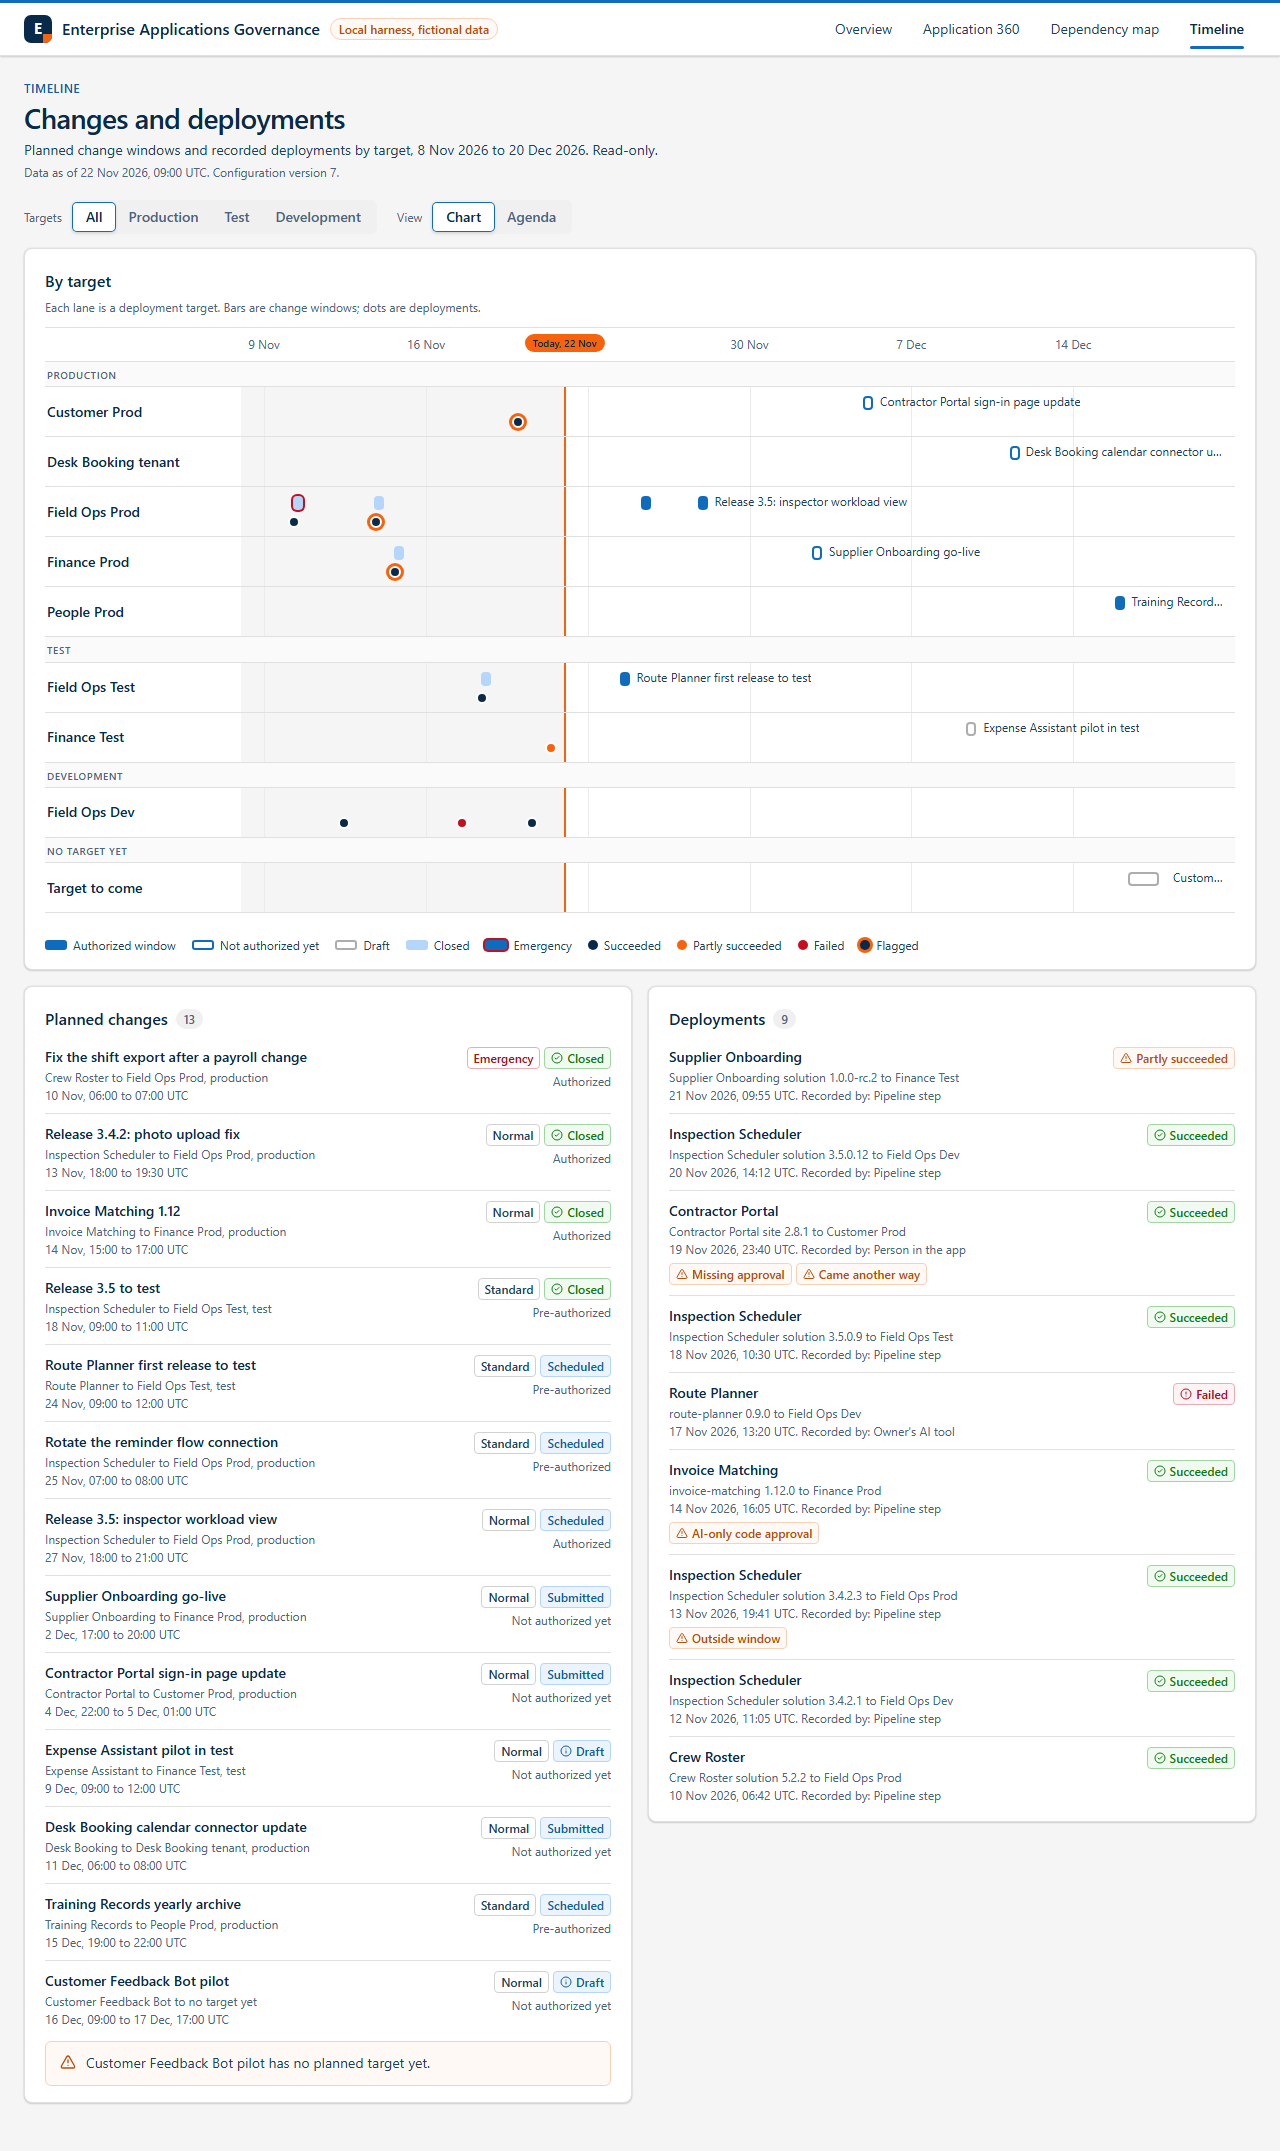 E Enterprise Applications Governance Local harness, fictional data Overview Application 360 Dependency map Timeline
TIMELINE
Changes and deployments
Planned change windows and recorded deployments by target, 8 Nov 2026 to 20 Dec 2026. Read-only.
Data as of 22 Nov 2026, 09:00 UTC. Configuration version 7.
Targets All Production Test Development View Chart Agenda
By target
Each lane is a deployment target. Bars are change windows; dots are deployments.
9 Nov 16 Nov Today, 22 Nov 30 Nov 7 Dec 14 Dec
PRODUCTION
Customer Prod Contractor Portal sign-in page update
Desk Booking tenant Desk Booking calendar connector u...
Field Ops Prod Release 3.5: inspector workload view
Finance Prod Supplier Onboarding go-live
People Prod Training Record...
TEST
Field Ops Test Route Planner first release to test
Finance Test Expense Assistant pilot in test
DEVELOPMENT
Field Ops Dev
NO TARGET YET
Target to come Custom...
Authorized window Not authorized yet Draft Closed Emergency Succeeded Partly succeeded Failed Flagged
Planned changes 13
Fix the shift export after a payroll change Emergency Closed
Crew Roster to Field Ops Prod, production Authorized
10 Nov, 06:00 to 07:00 UTC
Release 3.4.2: photo upload fix Normal Closed
Inspection Scheduler to Field Ops Prod, production Authorized
13 Nov, 18:00 to 19:30 UTC
Invoice Matching 1.12 Normal Closed
Invoice Matching to Finance Prod, production Authorized
14 Nov, 15:00 to 17:00 UTC
Release 3.5 to test Standard Closed
Inspection Scheduler to Field Ops Test, test Pre-authorized
18 Nov, 09:00 to 11:00 UTC
Route Planner first release to test Standard Scheduled
Route Planner to Field Ops Test, test Pre-authorized
24 Nov, 09:00 to 12:00 UTC
Rotate the reminder flow connection Standard Scheduled
Inspection Scheduler to Field Ops Prod, production Pre-authorized
25 Nov, 07:00 to 08:00 UTC
Release 3.5: inspector workload view Normal Scheduled
Inspection Scheduler to Field Ops Prod, production Authorized
27 Nov, 18:00 to 21:00 UTC
Supplier Onboarding go-live Normal Submitted
Supplier Onboarding to Finance Prod, production Not authorized yet
2 Dec, 17:00 to 20:00 UTC
Contractor Portal sign-in page update Normal Submitted
Contractor Portal to Customer Prod, production Not authorized yet
4 Dec, 22:00 to 5 Dec, 01:00 UTC
Expense Assistant pilot in test Normal Draft
Expense Assistant to Finance Test, test Not authorized yet
9 Dec, 09:00 to 12:00 UTC
Desk Booking calendar connector update Normal Submitted
Desk Booking to Desk Booking tenant, production Not authorized yet
11 Dec, 06:00 to 08:00 UTC
Training Records yearly archive Standard Scheduled
Training Records to People Prod, production Pre-authorized
15 Dec, 19:00 to 22:00 UTC
Customer Feedback Bot pilot Normal Draft
Customer Feedback Bot to no target yet Not authorized yet
16 Dec, 09:00 to 17 Dec, 17:00 UTC
Customer Feedback Bot pilot has no planned target yet.
Deployments 9
Supplier Onboarding Partly succeeded
Supplier Onboarding solution 1.0.0-rc.2 to Finance Test
21 Nov 2026, 09:55 UTC. Recorded by: Pipeline step
Inspection Scheduler Succeeded
Inspection Scheduler solution 3.5.0.12 to Field Ops Dev
20 Nov 2026, 14:12 UTC. Recorded by: Pipeline step
Contractor Portal Succeeded
Contractor Portal site 2.8.1 to Customer Prod
19 Nov 2026, 23:40 UTC. Recorded by: Person in the app
Missing approval Came another way
Inspection Scheduler Succeeded
Inspection Scheduler solution 3.5.0.9 to Field Ops Test
18 Nov 2026, 10:30 UTC. Recorded by: Pipeline step
Route Planner Failed
route-planner 0.9.0 to Field Ops Dev
17 Nov 2026, 13:20 UTC. Recorded by: Owner's AI tool
Invoice Matching Succeeded
invoice-matching 1.12.0 to Finance Prod
14 Nov 2026, 16:05 UTC. Recorded by: Pipeline step
AI-only code approval
Inspection Scheduler Succeeded
Inspection Scheduler solution 3.4.2.3 to Field Ops Prod
13 Nov 2026, 19:41 UTC. Recorded by: Pipeline step
Outside window
Inspection Scheduler Succeeded
Inspection Scheduler solution 3.4.2.1 to Field Ops Dev
12 Nov 2026, 11:05 UTC. Recorded by: Pipeline step
Crew Roster Succeeded
Crew Roster solution 5.2.2 to Field Ops Prod
10 Nov 2026, 06:42 UTC. Recorded by: Pipeline step